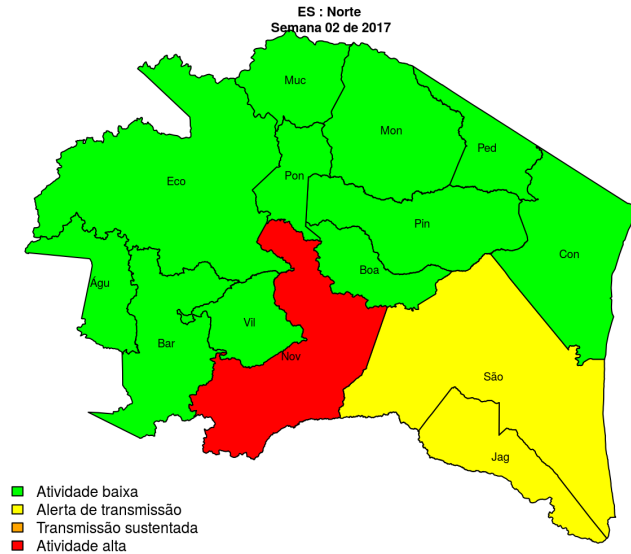 ES : Norte
Semana 02 de 2017
Muc
Mon
Ped
Eco
Pon
Pin
Con
Boa
Águ
Vil
Bar
Nov
São
Jag
Atividade baixa
Alerta de transmissão
Transmissão sustentada
Atividade alta